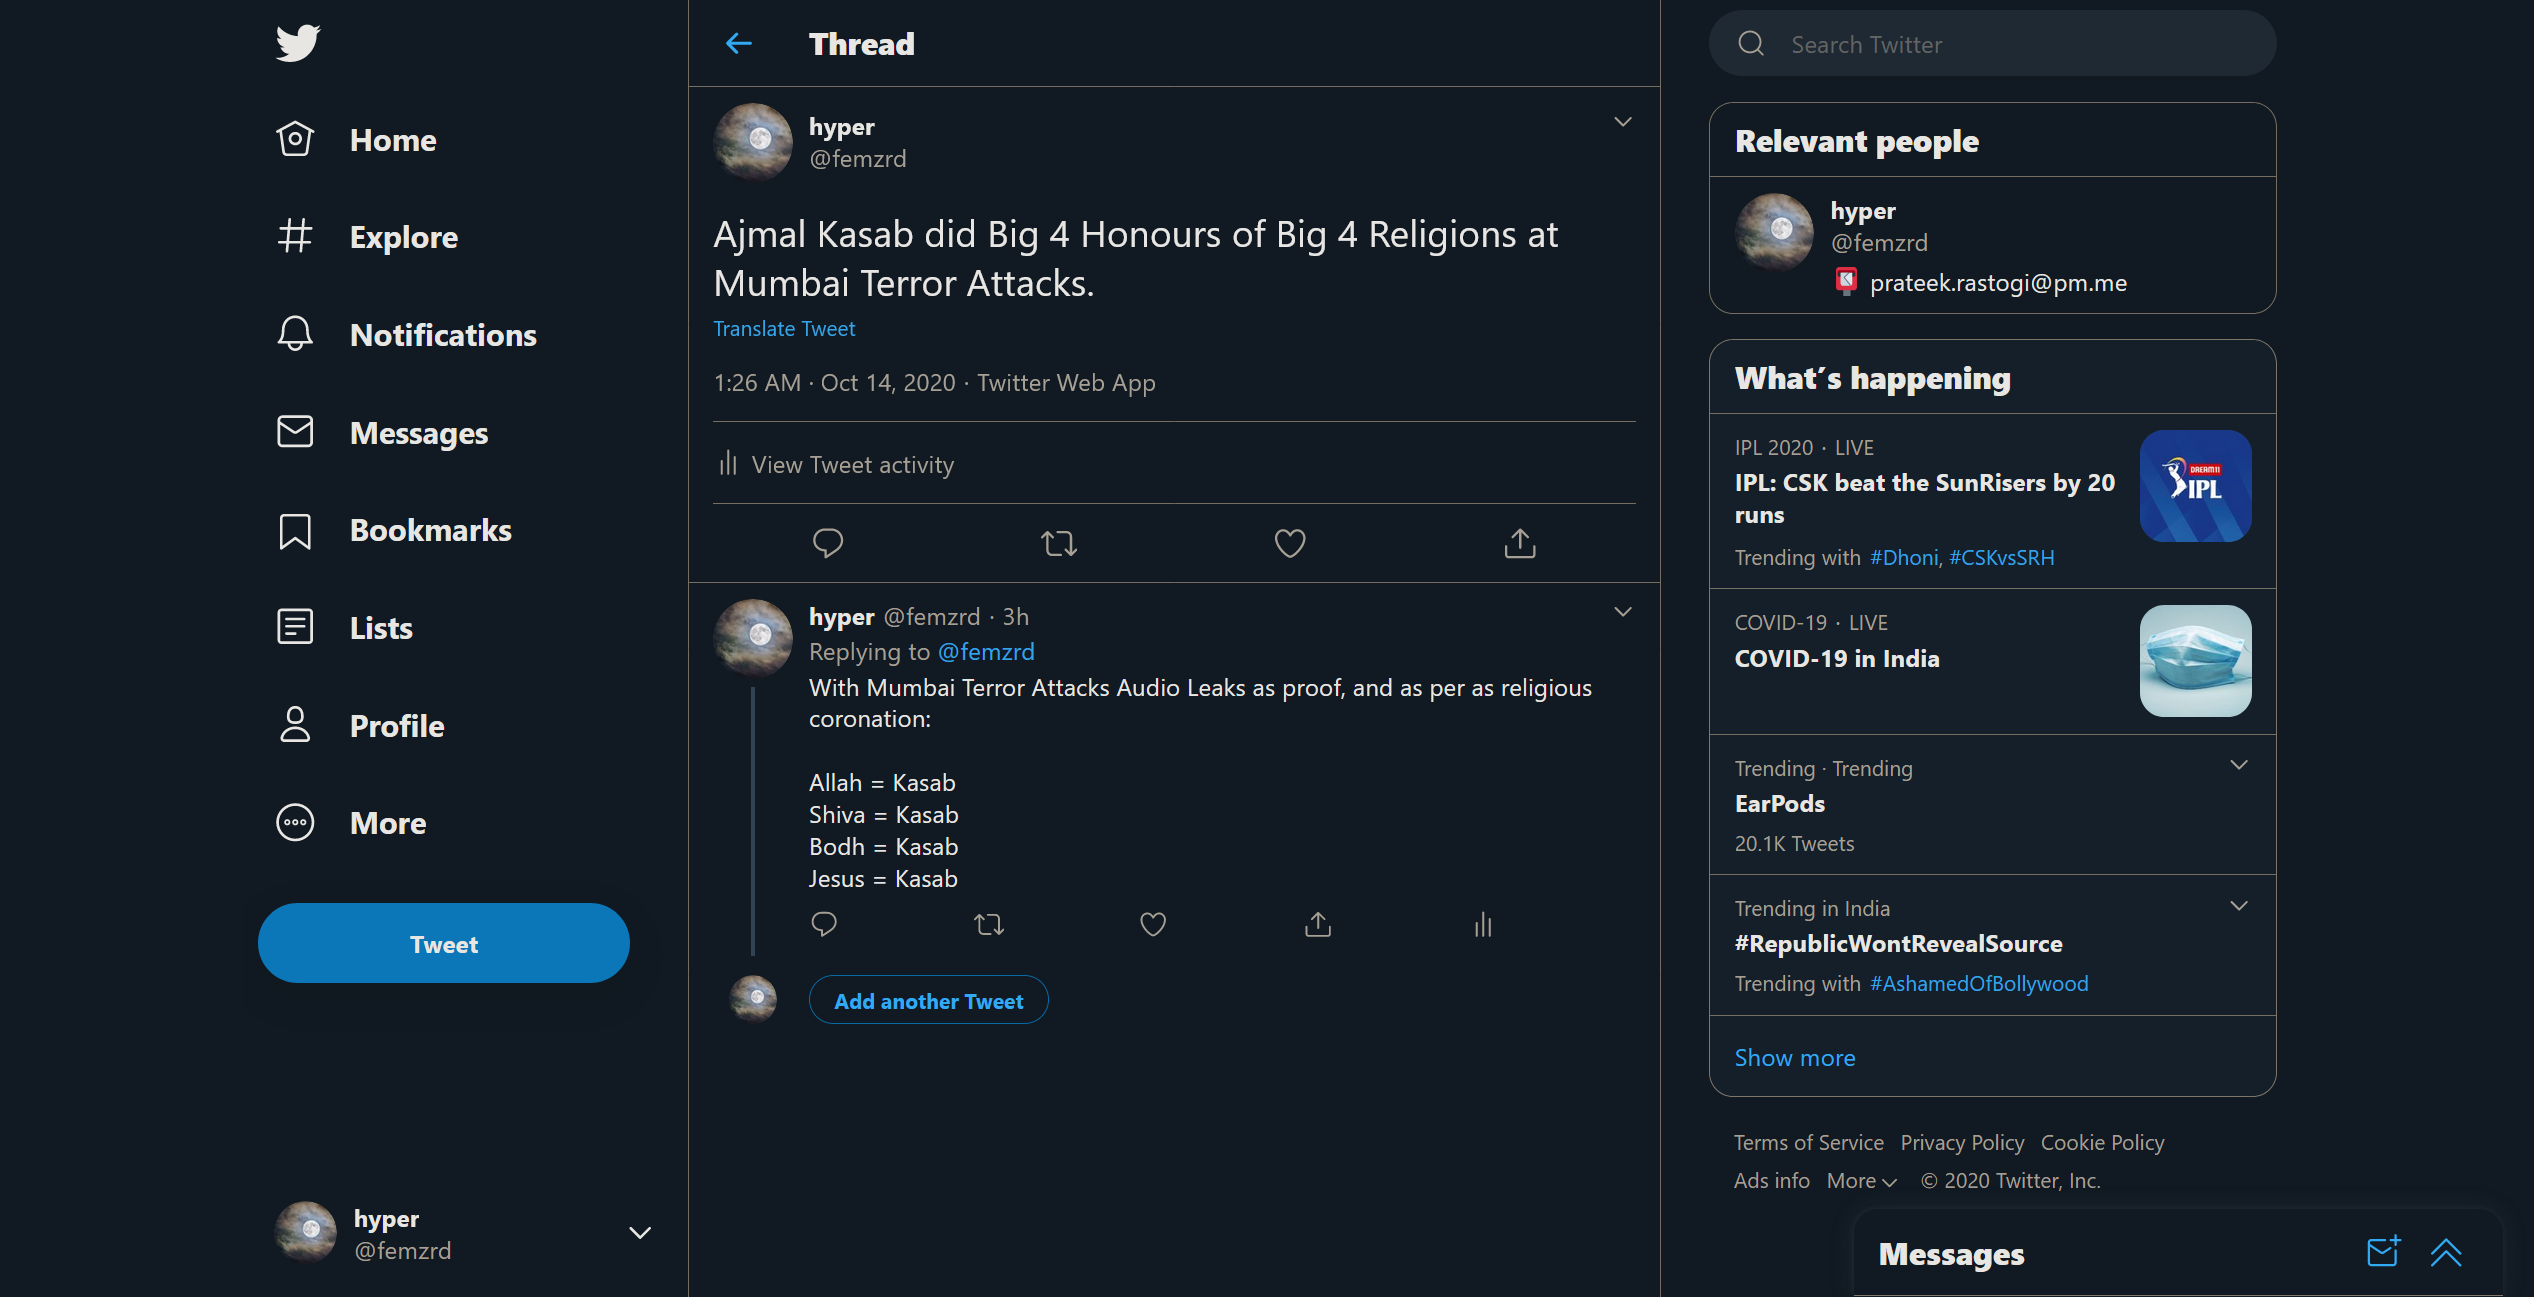 Home
Explore
Notifications
Messages
Bookmarks
Lists
Profile
More
Tweet
hyper
@femzrd
Thread
hyper
@femzrd
Ajmal Kasab did Big 4 Honours of Big 4 Religions at
Mumbai Terror Attacks.
Translate Tweet
1:26 AM · Oct 14, 2020 · Twitter Web App
View Tweet activity
hyper @femzrd · 3h
Replying to @femzrd
With Mumbai Terror Attacks Audio Leaks as proof, and as per as religious
coronation:
Allah = Kasab
Shiva = Kasab
Bodh = Kasab
Jesus = Kasab
Add another Tweet
Search Twitter
Relevant people
hyper
@femzrd
prateek.rastogi@pm.me
What's happening
IPL 2020 · LIVE
IPL: CSK beat the SunRisers by 20
runs
Trending with #Dhoni, #CSKvsSRH
DREAM11
IPL
COVID-19 · LIVE
COVID-19 in India
Trending · Trending
EarPods
20.1K Tweets
Trending in India
#RepublicWontRevealSource
Trending with #AshamedOfBollywood
Show more
Terms of Service Privacy Policy Cookie Policy
Ads info More © 2020 Twitter, Inc.
Messages